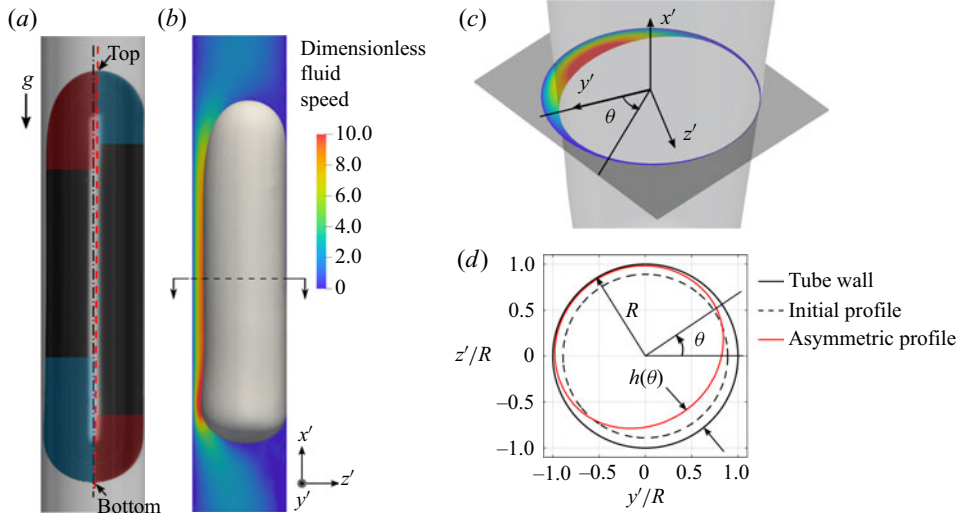 (a)
Top
g
Bottom
(b)
Dimensionless
fluid
speed
10.0
8.0
6.0
4.0
2.0
0
x′
y′
z′
(c)
x′
y′
θ
z′
(d)
1.0
0.5
0
−0.5
−1.0
z′/R
R
θ
h(θ)
−1.0
−0.5
0
0.5
1.0
y′/R
Tube wall
Initial profile
Asymmetric profile